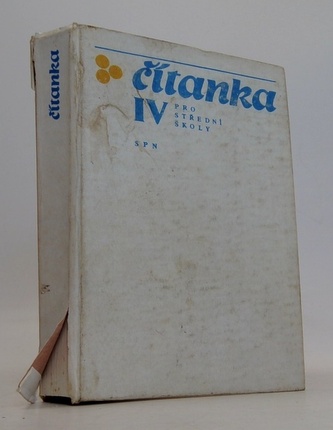 čítanka
čítanka
IV
PRO
STŘEDNÍ
ŠKOLY
SPN